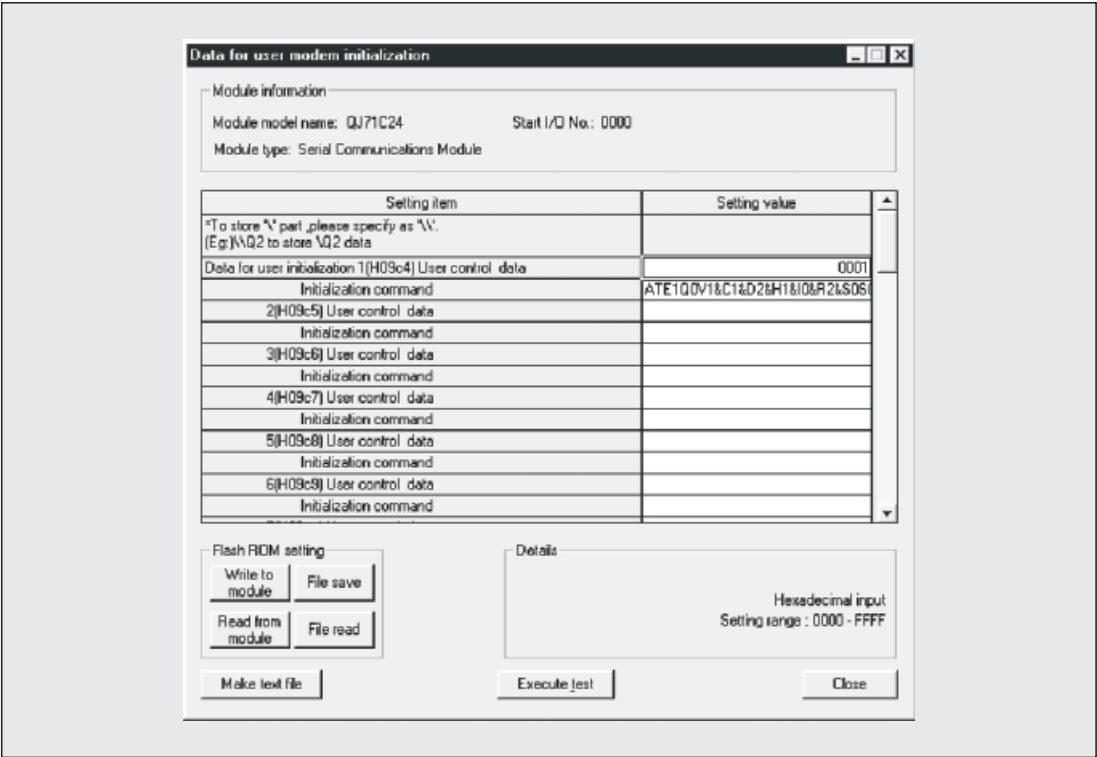 Data for user modem initialization
Module information
Module model name: QJ71C24 Start I/O No.: 0000
Module type: Serial Communications Module
Setting item Setting value
*To store "\" part ,please specify as "\\".
(Eg:)\\Q2 to store \Q2 data
Data for user initialization 1(H09c4) User control data 0001
Initialization command ATE1Q0V1&C1&D2&H1&I0&R2&S0S(
2(H09c5) User control data
Initialization command
3(H09c6) User control data
Initialization command
4(H09c7) User control data
Initialization command
5(H09c8) User control data
Initialization command
6(H09c9) User control data
Initialization command
Flash ROM setting
Details
Write to
module
File save
Read from
module
File read
Hexadecimal input
Setting range : 0000 - FFFF
Make text file Execute test Close